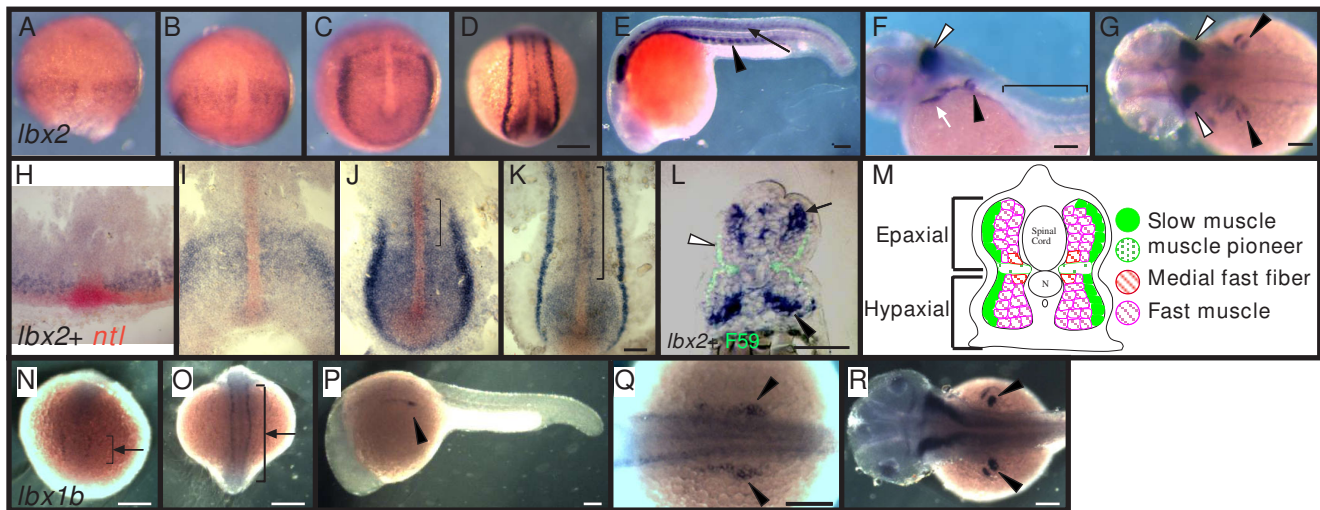 A
B
C
D
E
F
G
lbx2
H
I
J
K
L
M
lbx2+ ntl
lbx2+ F59
Epaxial
Hypaxial
Spinal
Cord
N
Slow muscle
muscle pioneer
Medial fast fiber
Fast muscle
N
O
P
Q
R
lbx1b